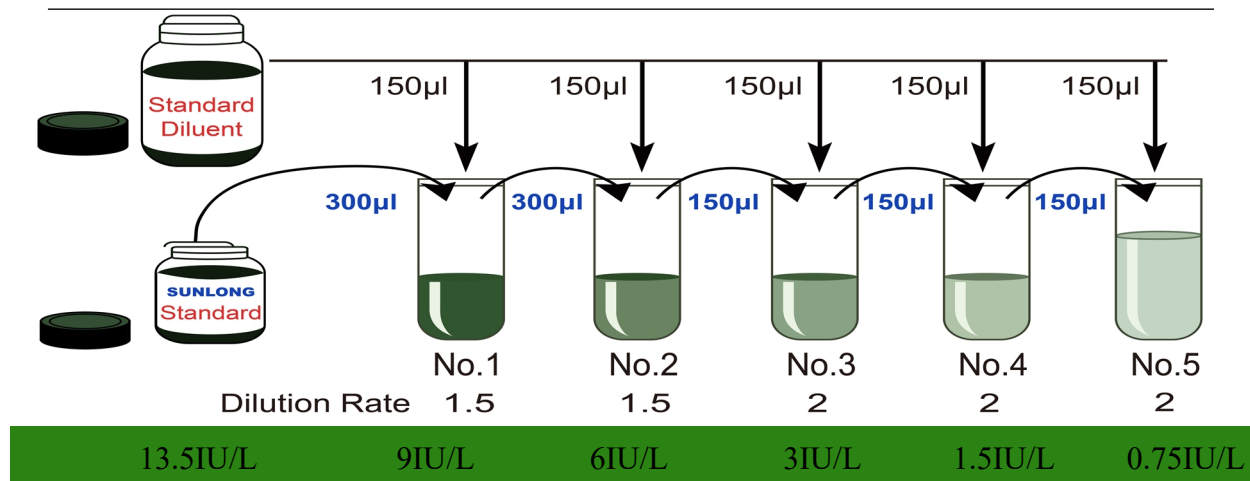 150µl 150µl 150µl 150µl 150µl
Standard
Diluent
300µl 300µl 150µl 150µl 150µl
SUNLONG
Standard
No.1 No.2 No.3 No.4 No.5
Dilution Rate 1.5 1.5 2 2 2
13.5IU/L 9IU/L 6IU/L 3IU/L 1.5IU/L 0.75IU/L